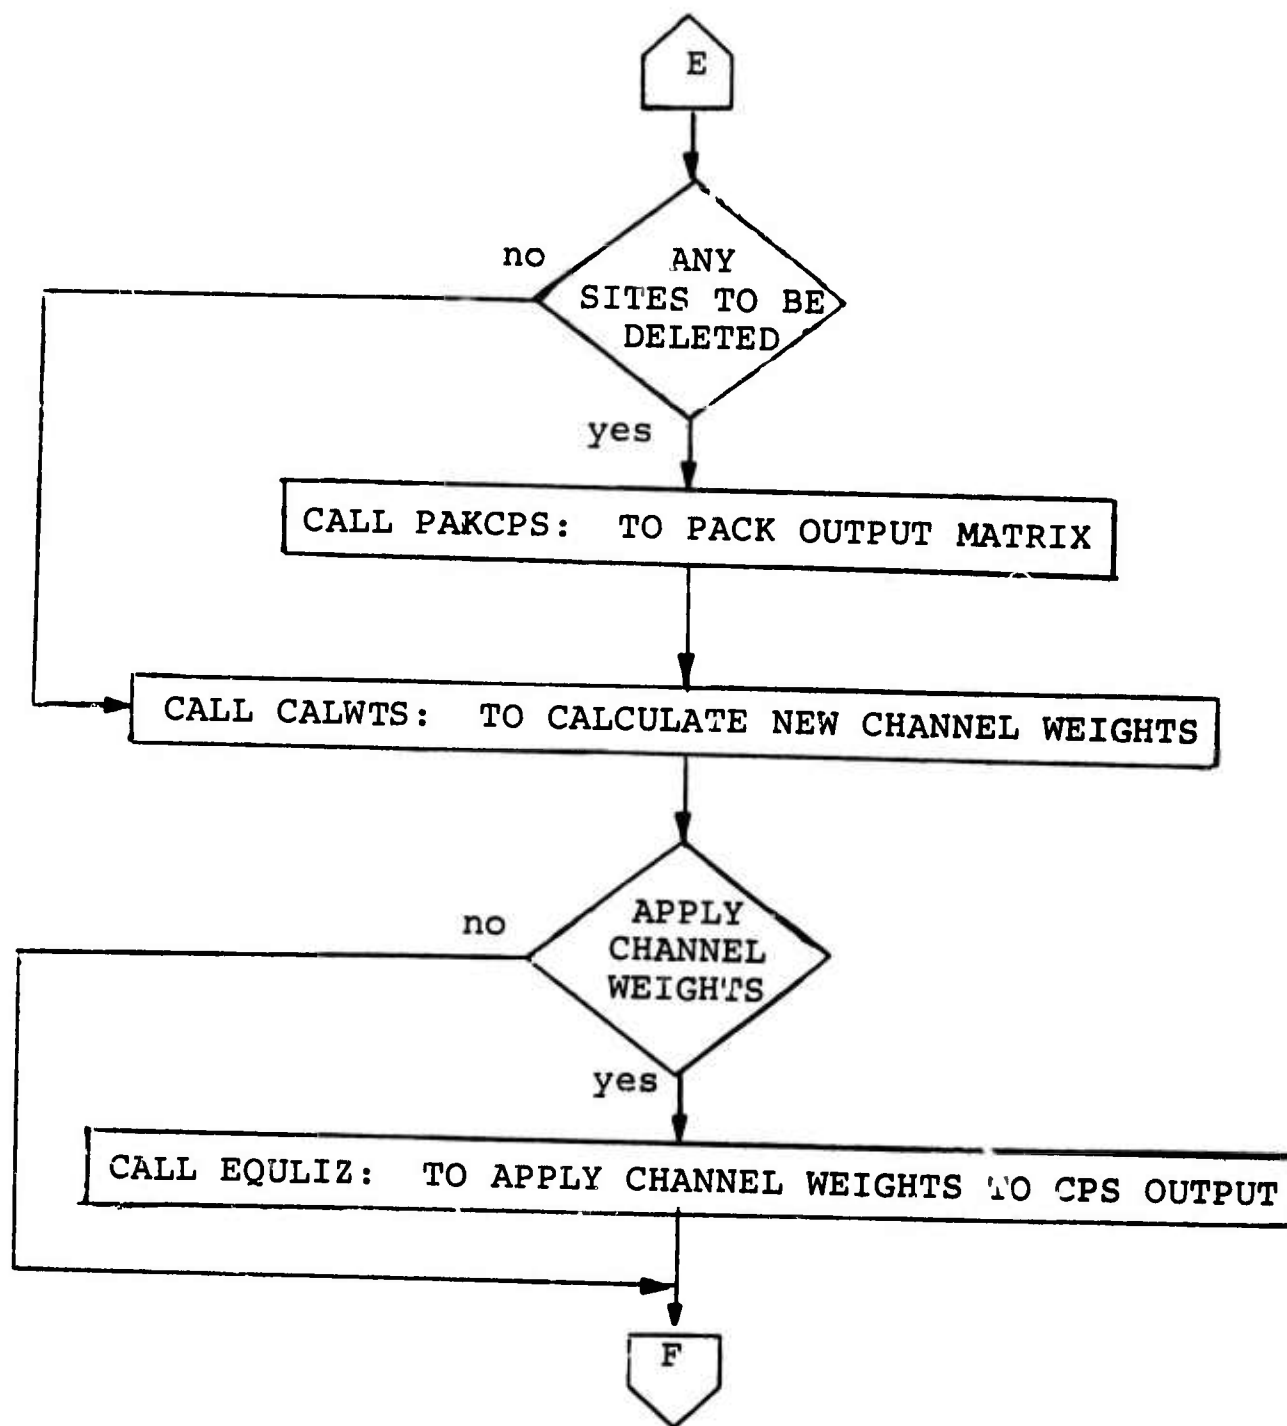 E
no
ANY
SITES TO BE
DELETED
yes
CALL PAKCPS: TO PACK OUTPUT MATRIX
CALL CALWTS: TO CALCULATE NEW CHANNEL WEIGHTS
no
APPLY
CHANNEL
WEIGHTS
yes
CALL EQULIZ: TO APPLY CHANNEL WEIGHTS TO CPS OUTPUT
F